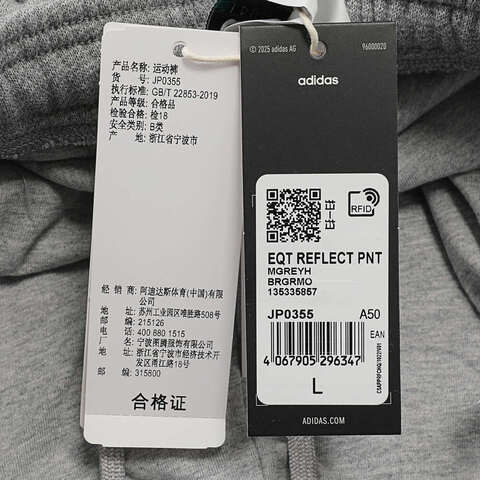 产品名称: 运动裤
货 号: JP0355
执行标准: GB/T 22853-2019
产品等级: 合格品
检验合格: 检18
安全类别: B类
产 地: 浙江省宁波市
经 销 商: 阿迪达斯体育(中国)有限
公司
地 址: 苏州工业园区唯胜路508号
邮 编: 215126
电 话: 400 880 1515
厂 名: 宁波图腾服饰有限公司
地 址: 浙江省宁波市经济技术开
发区甬江路18号
邮 编: 315800
合格证
© 2025 adidas AG
96000020
adidas
RFID
EQT REFLECT PNT
MGREYH
BRGRMO
135335857
JP0355 A50
EAN
4 067905 296347
L
ADIDAS.COM